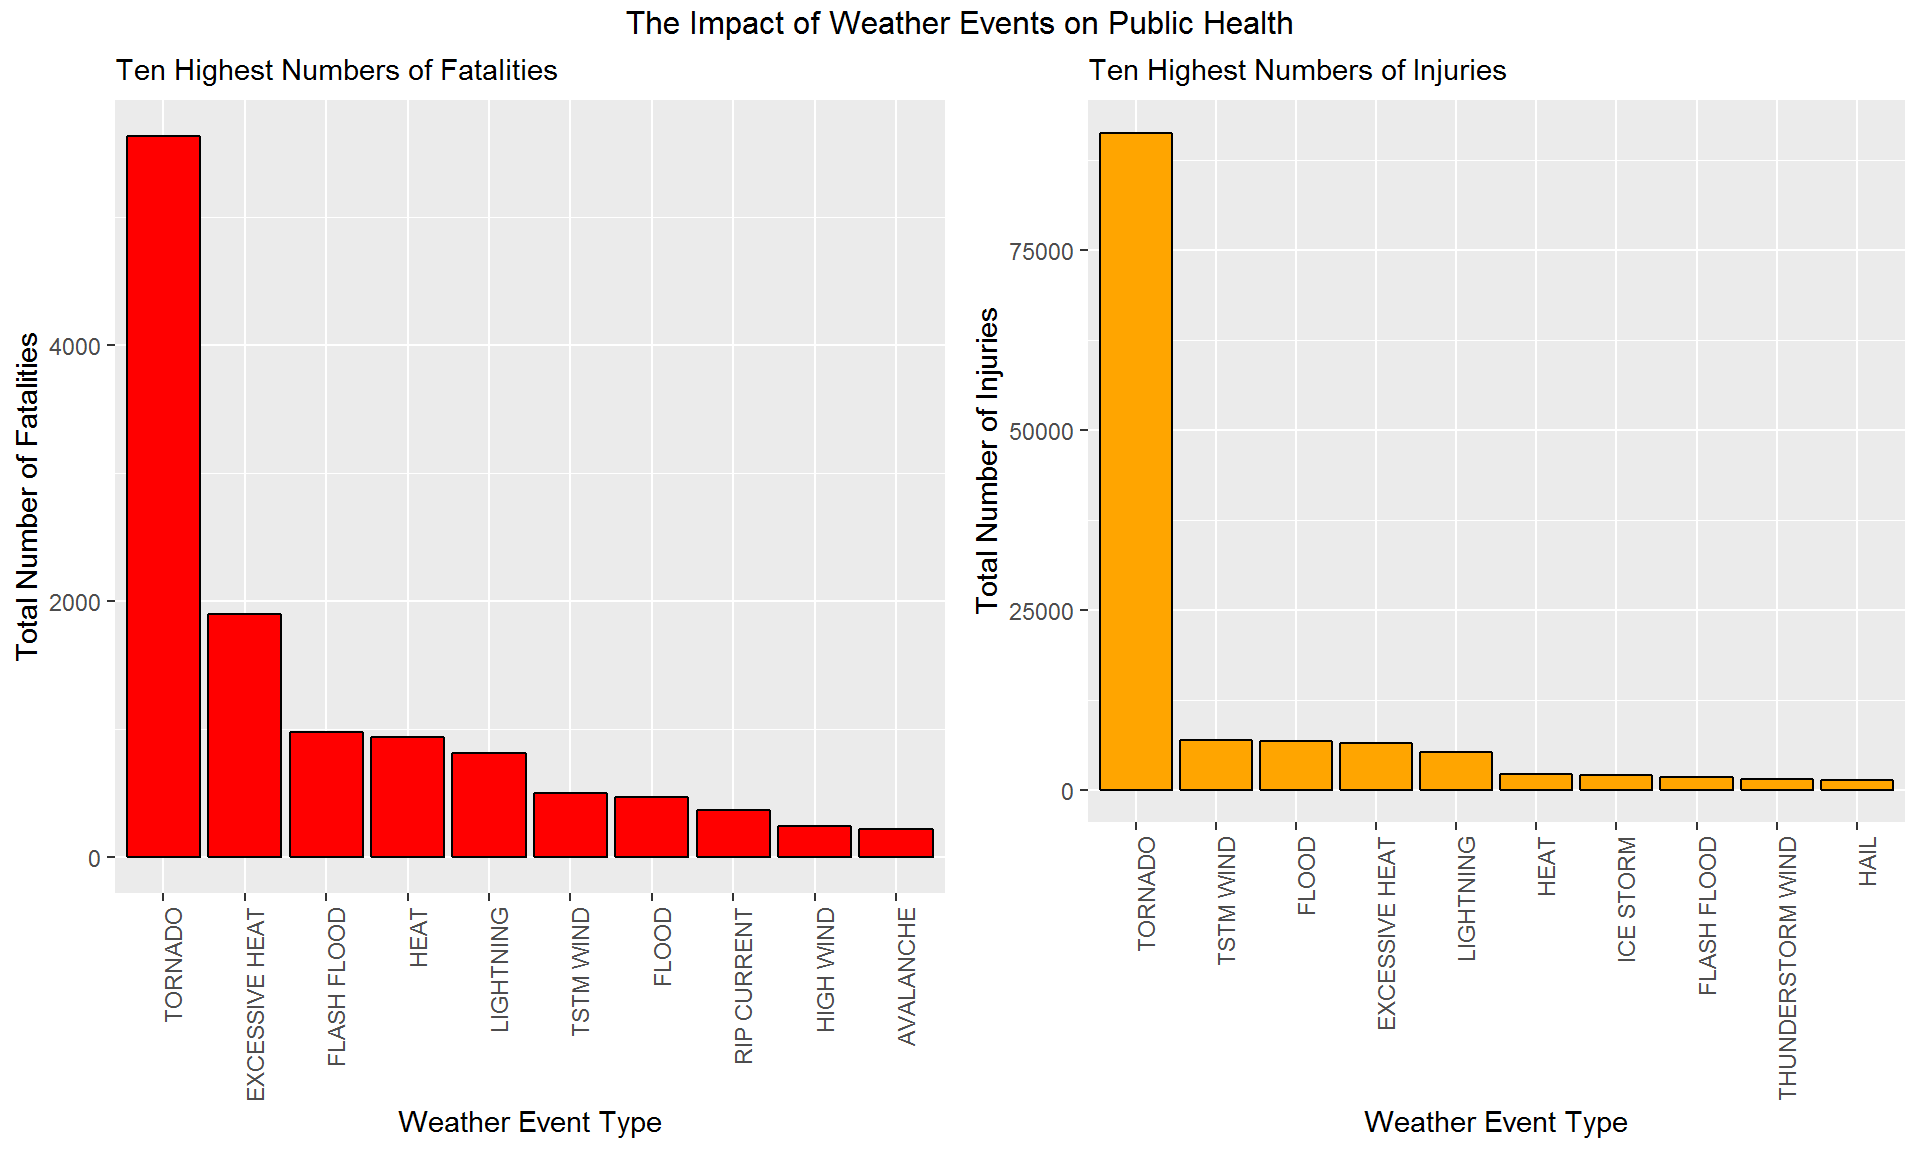 The Impact of Weather Events on Public Health
Ten Highest Numbers of Fatalities
Total Number of Fatalities
4000
2000
0
TORNADO
EXCESSIVE HEAT
FLASH FLOOD
HEAT
LIGHTNING
TSTM WIND
FLOOD
RIP CURRENT
HIGH WIND
AVALANCHE
Weather Event Type
Ten Highest Numbers of Injuries
Total Number of Injuries
75000
50000
25000
0
TORNADO
TSTM WIND
FLOOD
EXCESSIVE HEAT
LIGHTNING
HEAT
ICE STORM
FLASH FLOOD
THUNDERSTORM WIND
HAIL
Weather Event Type